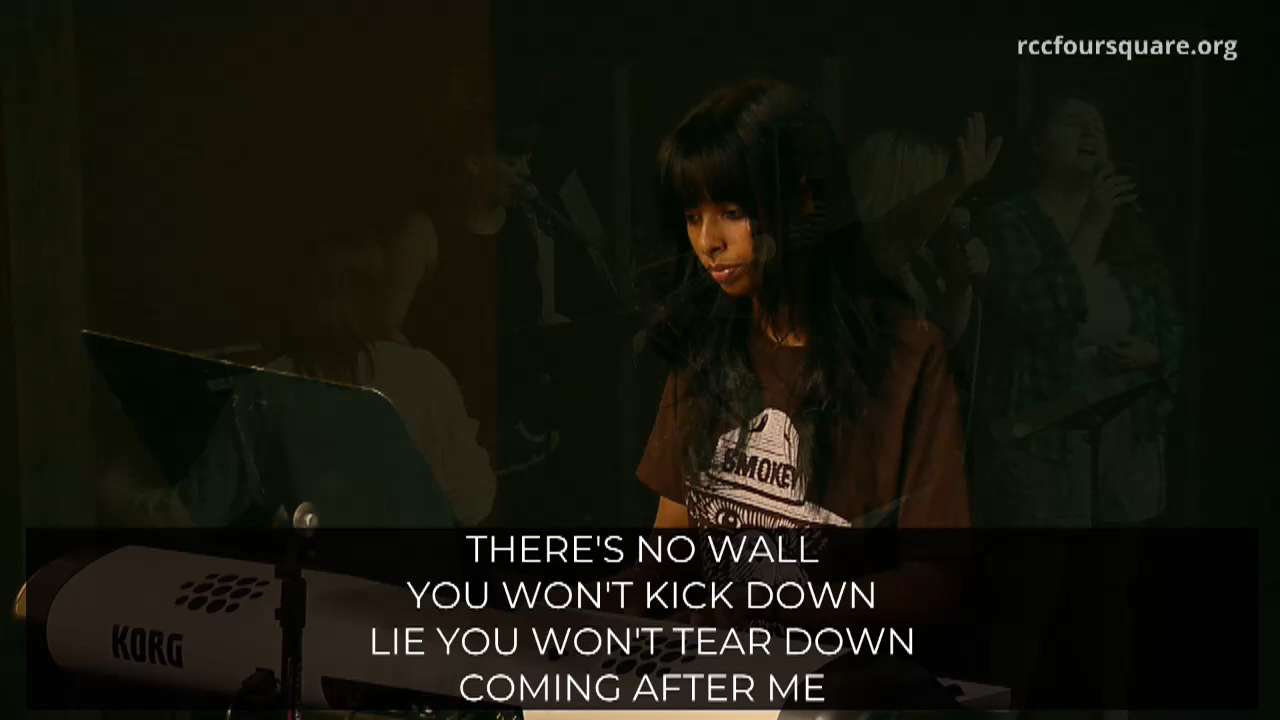 rccfoursquare.org
SMOKEY
THERE'S NO WALL
YOU WON'T KICK DOWN
LIE YOU WON'T TEAR DOWN
COMING AFTER ME
KORG